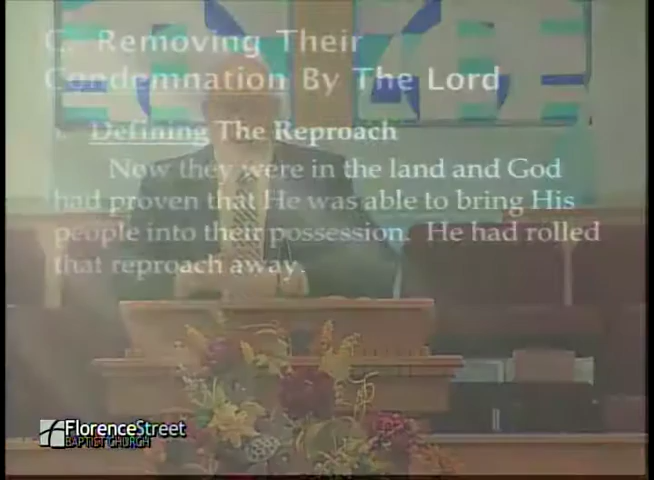 C. Removing Their
Condemnation By The Lord
Defining The Reproach
Now they were in the land and God
had proven that He was able to bring His
people into their possession. He had rolled
that reproach away.
FlorenceStreet
BAPTIST CHURCH